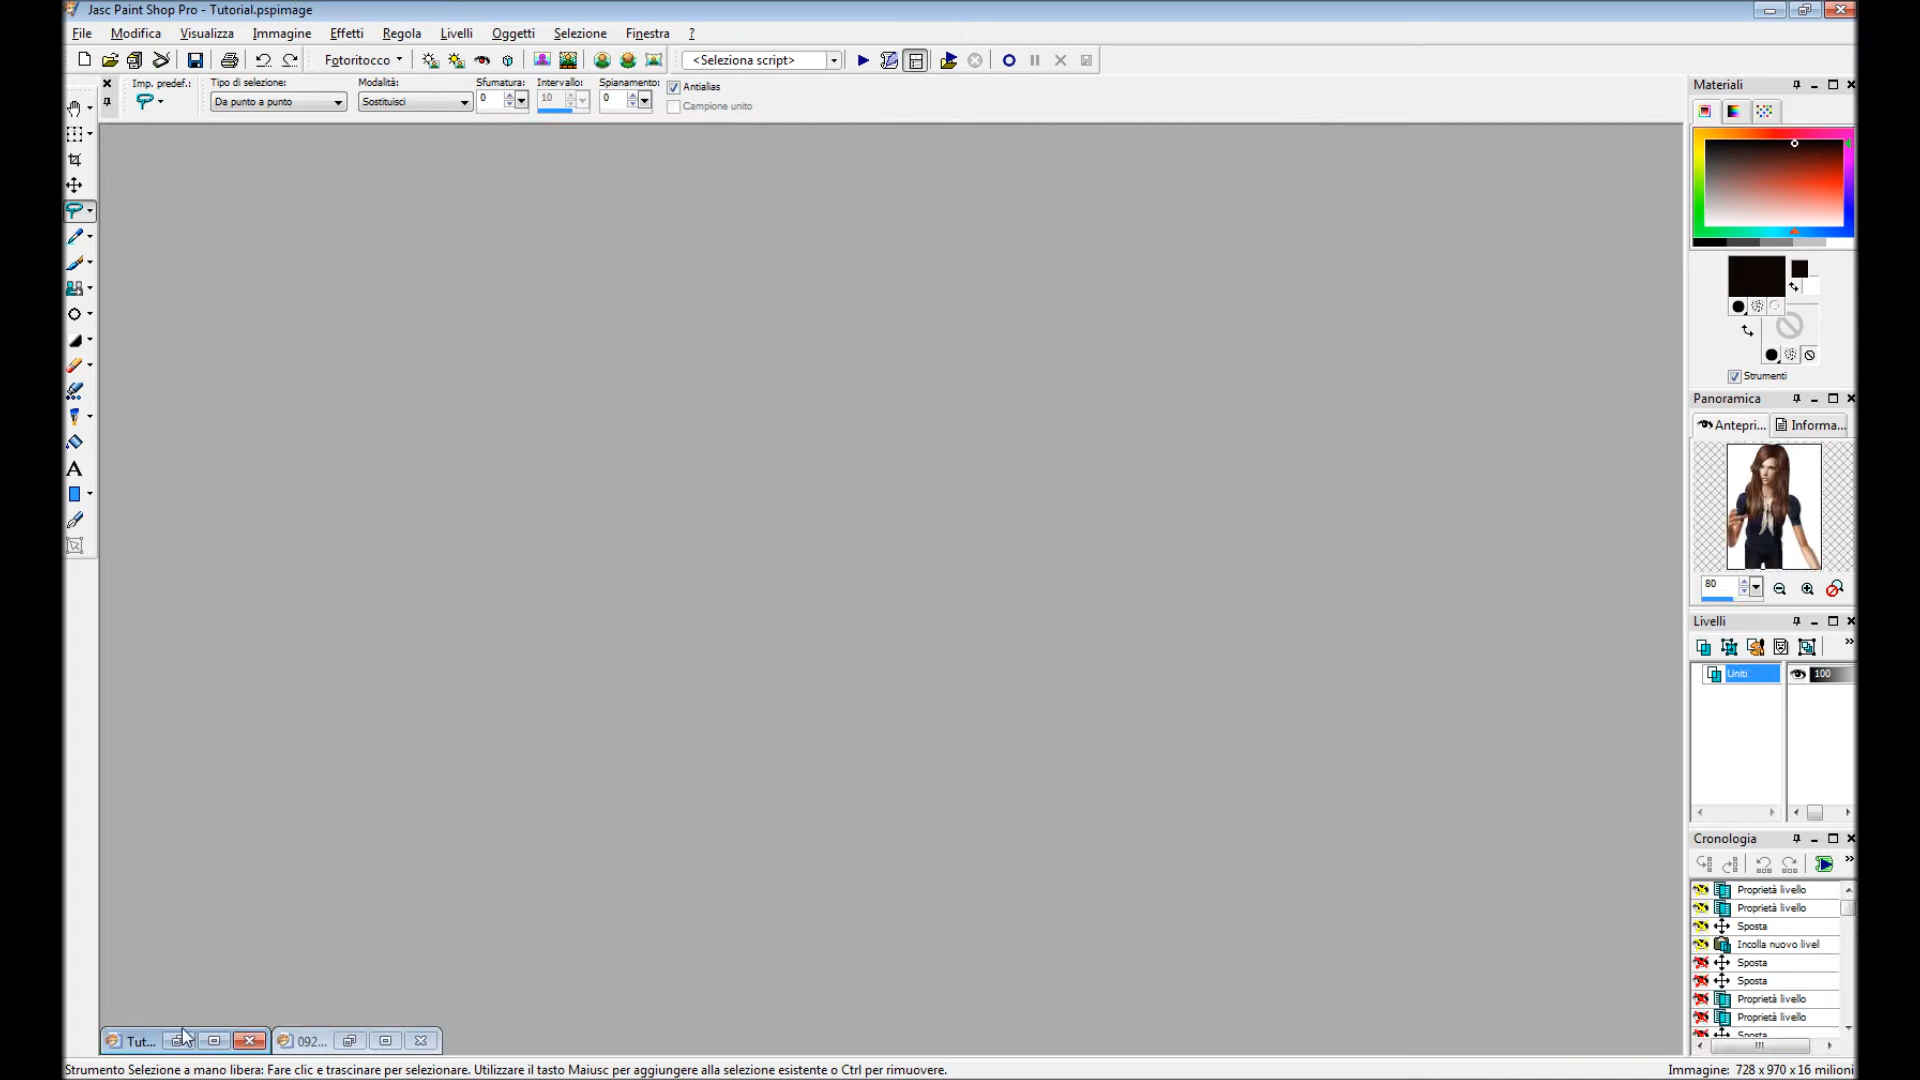 Jasc Paint Shop Pro - Tutorial.pspimage
File Modifica Visualizza Immagine Effetti Regola Livelli Oggetti Selezione Finestra ?
Fotoritocco <Seleziona script>
Imp. predef.: Tipo di selezione: Modalità: Sfumatura: Intervallo: Spianamento: Antialias
Da punto a punto Sostituisci 0 10 0 Campione unito
Materiali
Strumenti
Panoramica
Antepri... Informa...
80
Livelli
Uniti 100
Cronologia
Proprietà livello
Proprietà livello
Sposta
Incolla nuovo livel
Sposta
Sposta
Proprietà livello
Proprietà livello
Sposta
Tut... 092...
Strumento Selezione a mano libera: Fare clic e trascinare per selezionare. Utilizzare il tasto Maiusc per aggiungere alla selezione esistente o Ctrl per rimuovere. Immagine: 728 x 970 x 16 milioni